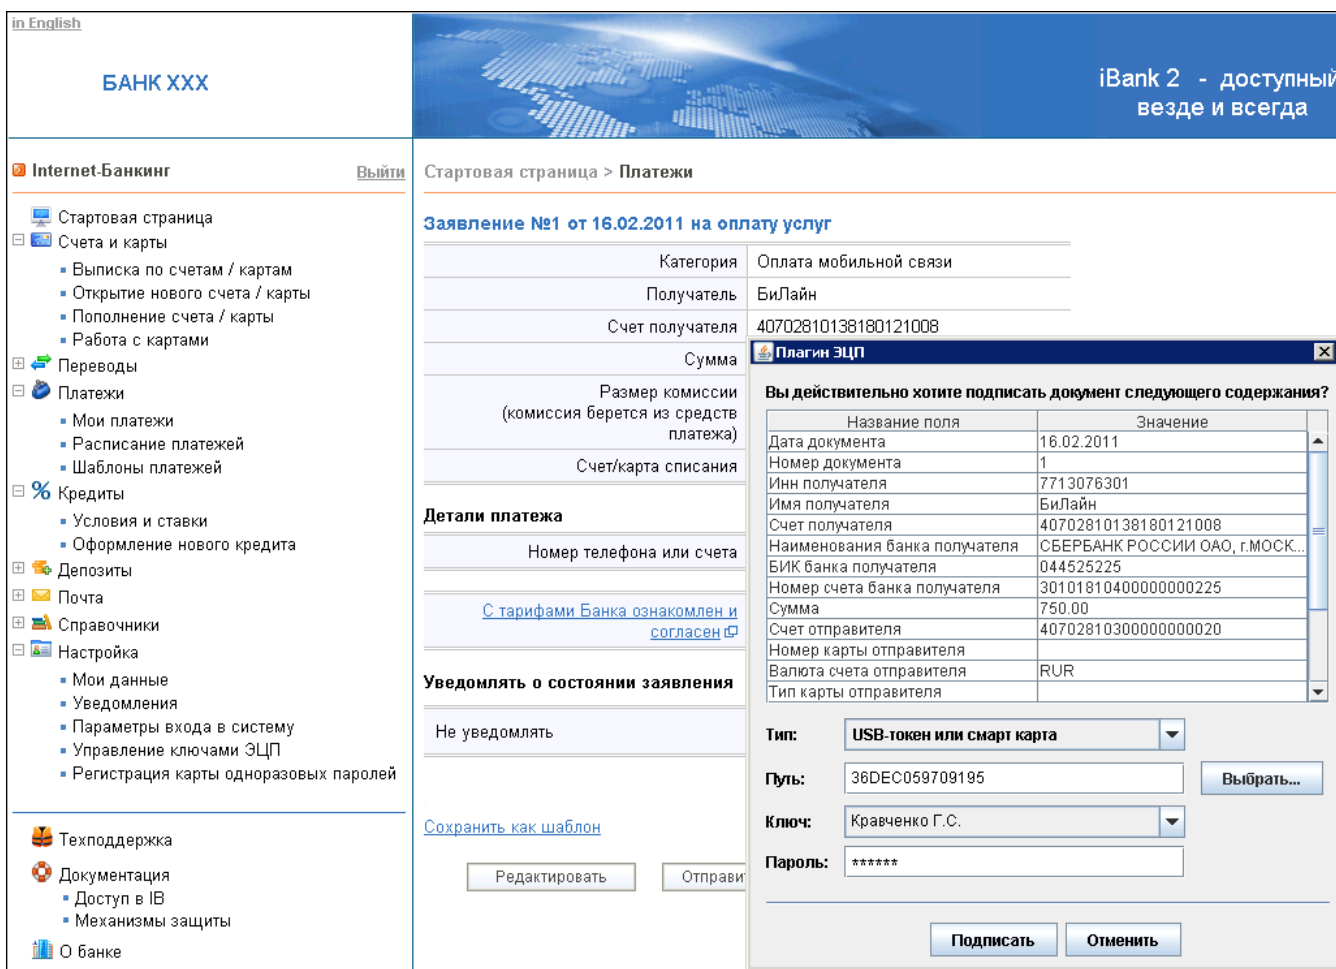 in English
БАНК XXX
iBank 2 - доступный
везде и всегда
Internet-Банкинг Выйти
Стартовая страница
Счета и карты
Выписка по счетам / картам
Открытие нового счета / карты
Пополнение счета / карты
Работа с картами
Переводы
Платежи
Мои платежи
Расписание платежей
Шаблоны платежей
Кредиты
Условия и ставки
Оформление нового кредита
Депозиты
Почта
Справочники
Настройка
Мои данные
Уведомления
Параметры входа в систему
Управление ключами ЭЦП
Регистрация карты одноразовых паролей
Техподдержка
Документация
Доступ в IB
Механизмы защиты
О банке
Стартовая страница > Платежи
Заявление №1 от 16.02.2011 на оплату услуг
Категория Оплата мобильной связи
Получатель БиЛайн
Счет получателя 40702810138180121008
Сумма
Размер комиссии
(комиссия берется из средств
платежа)
Счет/карта списания
Детали платежа
Номер телефона или счета
С тарифами Банка ознакомлен и
согласен
Уведомлять о состоянии заявления
Не уведомлять
Сохранить как шаблон
Редактировать Отправи
Плагин ЭЦП
Вы действительно хотите подписать документ следующего содержания?
Название поля Значение
Дата документа 16.02.2011
Номер документа 1
Инн получателя 7713076301
Имя получателя БиЛайн
Счет получателя 40702810138180121008
Наименования банка получателя СБЕРБАНК РОССИИ ОАО, г.МОСК...
БИК банка получателя 044525225
Номер счета банка получателя 30101810400000000225
Сумма 750.00
Счет отправителя 40702810300000000020
Номер карты отправителя
Валюта счета отправителя RUR
Тип карты отправителя
Тип: USB-токен или смарт карта
Путь: 36DEC059709195 Выбрать...
Ключ: Кравченко Г.С.
Пароль: ******
Подписать Отменить